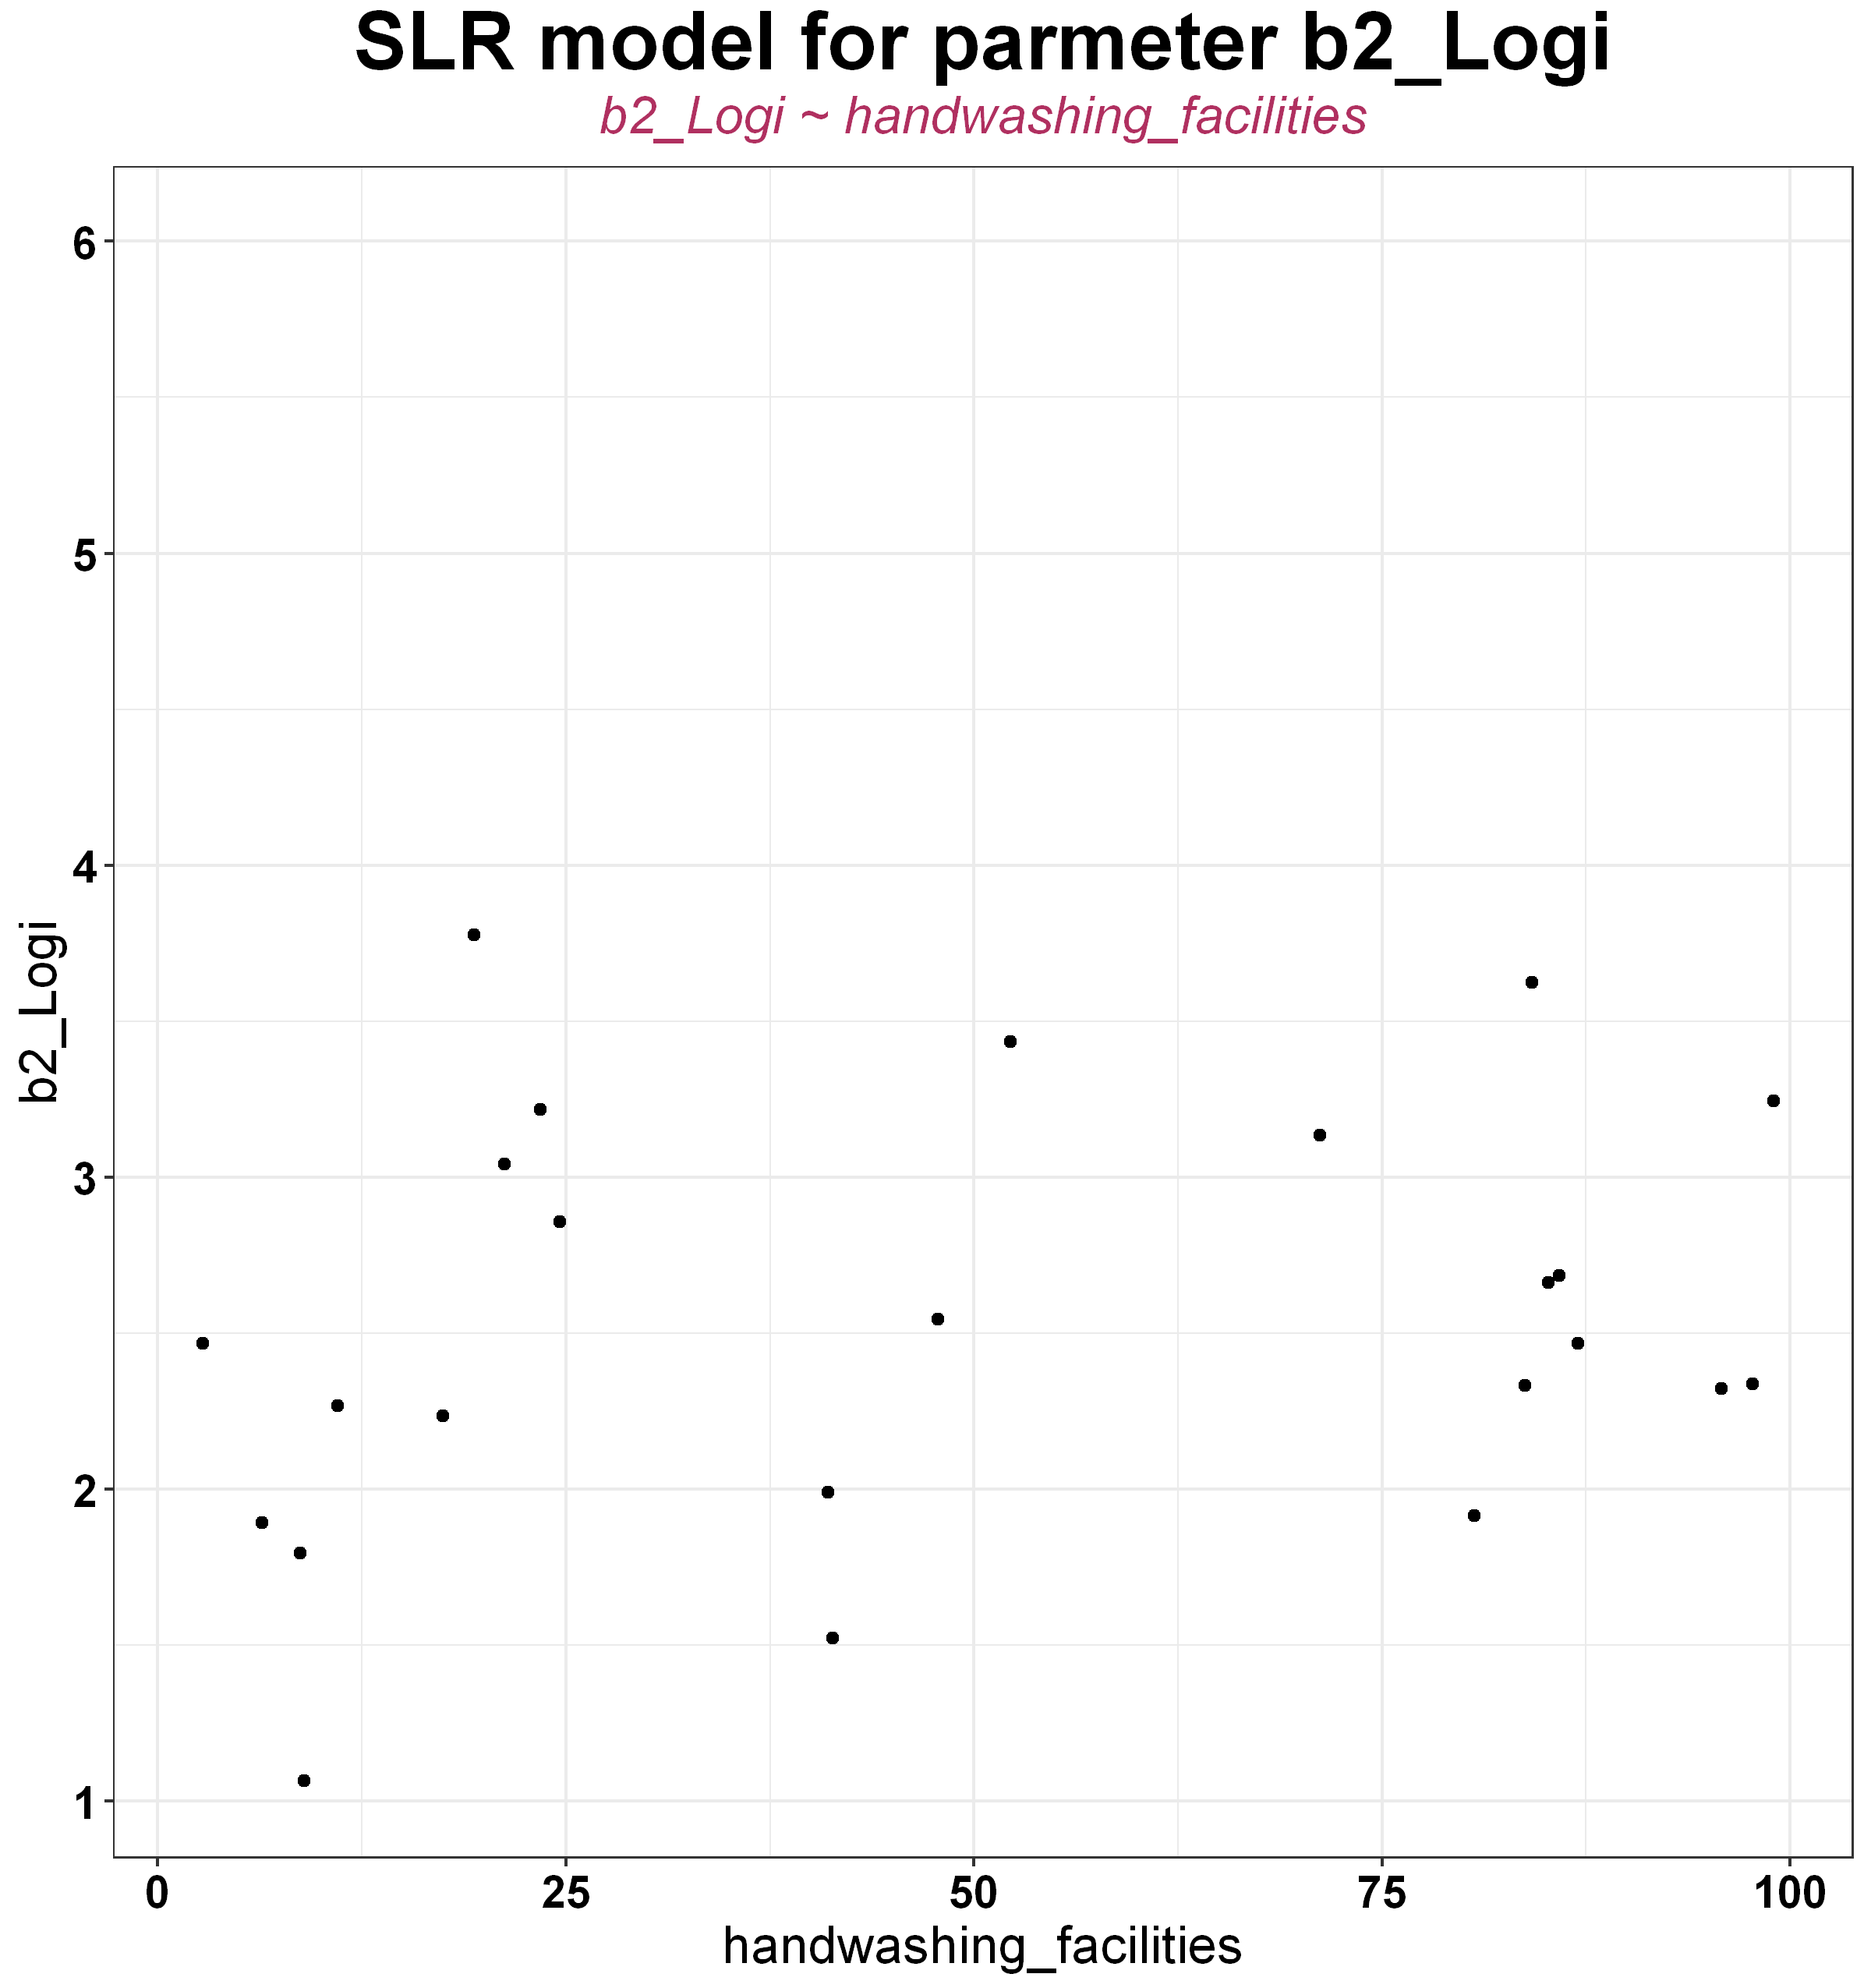 SLR model for parmeter b2_Logi
b2_Logi ~ handwashing_facilities
6
5
4
3
2
1
b2_Logi
0 25 50 75 100
handwashing_facilities